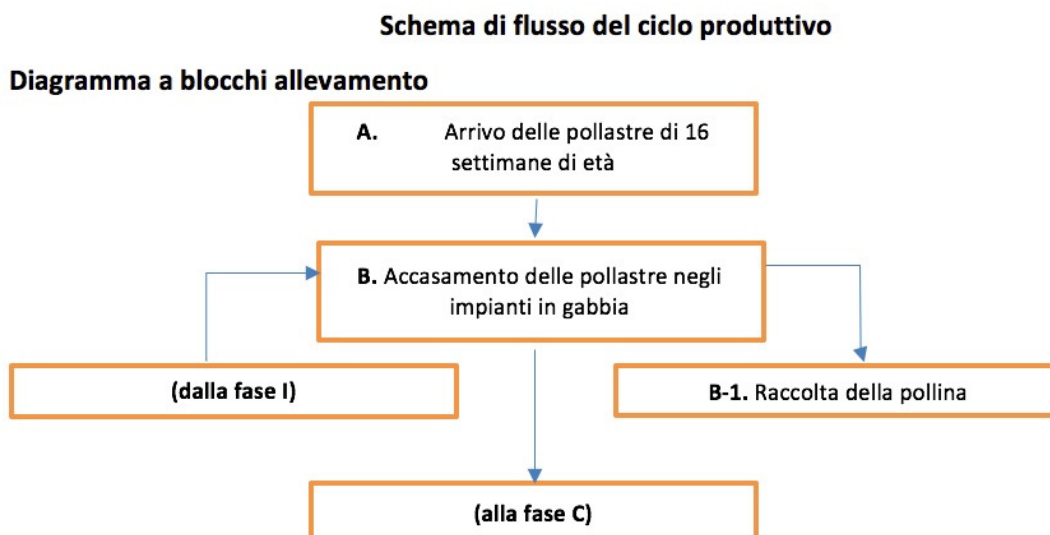 Schema di flusso del ciclo produttivo
Diagramma a blocchi allevamento
A. Arrivo delle pollastre di 16
settimane di età
B. Accasamento delle pollastre negli
impianti in gabbia
(dalla fase I)
B-1. Raccolta della pollina
(alla fase C)